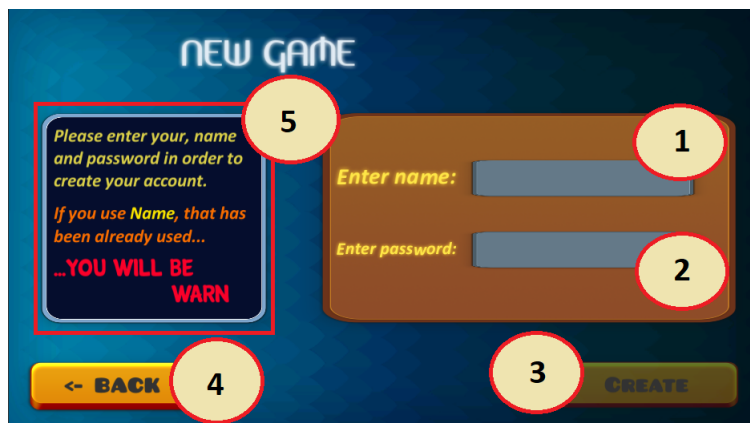 NEW GAME
5
1
Please enter your, name
and password in order to
create your account.
If you use Name, that has
been already used...
...YOU WILL BE
WARN
Enter name:
Enter password:
2
<- BACK
4
3
CREATE